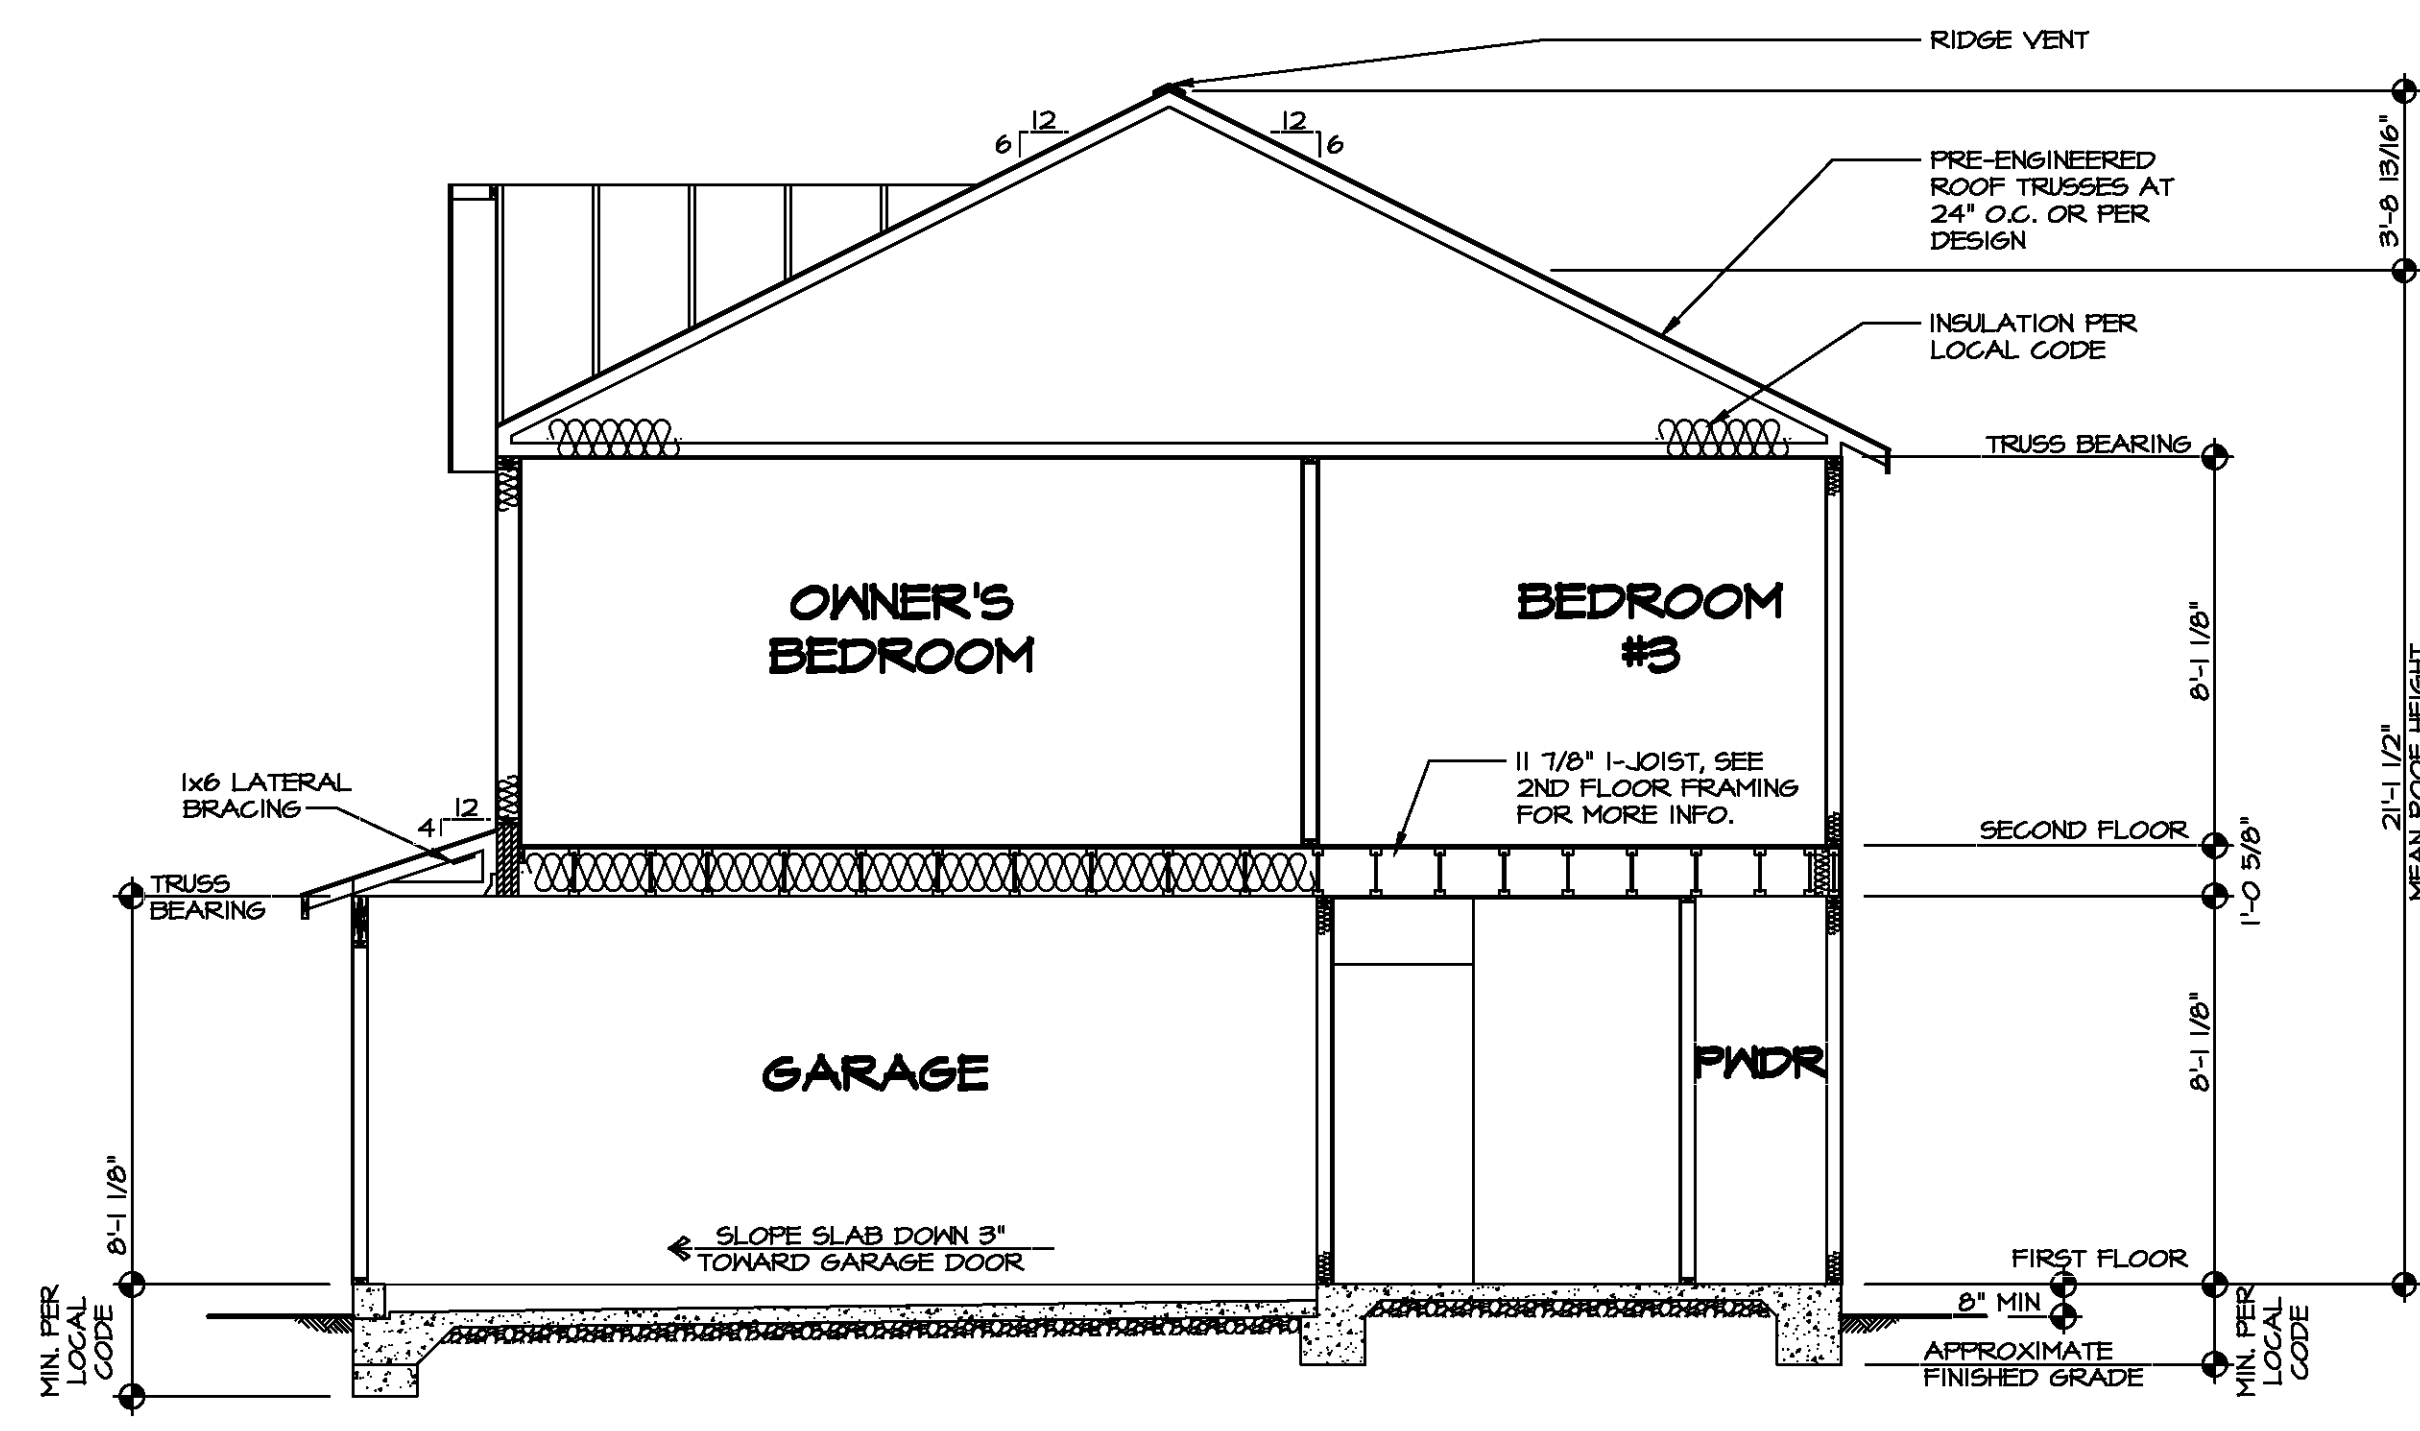 RIDGE VENT
12
6
12
6
3'-8 13/16"
PRE-ENGINEERED
ROOF TRUSSES AT
24" O.C. OR PER
DESIGN
INSULATION PER
LOCAL CODE
TRUSS BEARING
OWNER'S
BEDROOM
BEDROOM
#3
8'-1 1/8"
21'-1 1/2"
MEAN ROOF HEIGHT
11 7/8" I-JOIST, SEE
2ND FLOOR FRAMING
FOR MORE INFO.
1x6 LATERAL
BRACING
12
4
SECOND FLOOR
1'-0 5/8"
TRUSS
BEARING
GARAGE
PWDR
8'-1 1/8"
8'-1 1/8"
SLOPE SLAB DOWN 3"
TOWARD GARAGE DOOR
FIRST FLOOR
8" MIN
APPROXIMATE
FINISHED GRADE
MIN. PER
LOCAL
CODE
MIN. PER
LOCAL
CODE